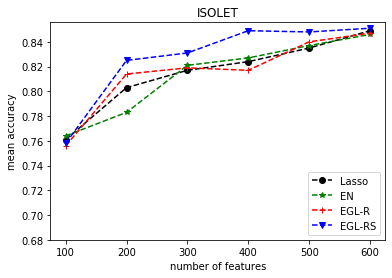 ISOLET
mean accuracy
0.84
0.82
0.80
0.78
0.76
0.74
0.72
0.70
0.68
Lasso
EN
EGL-R
EGL-RS
100 200 300 400 500 600
number of features